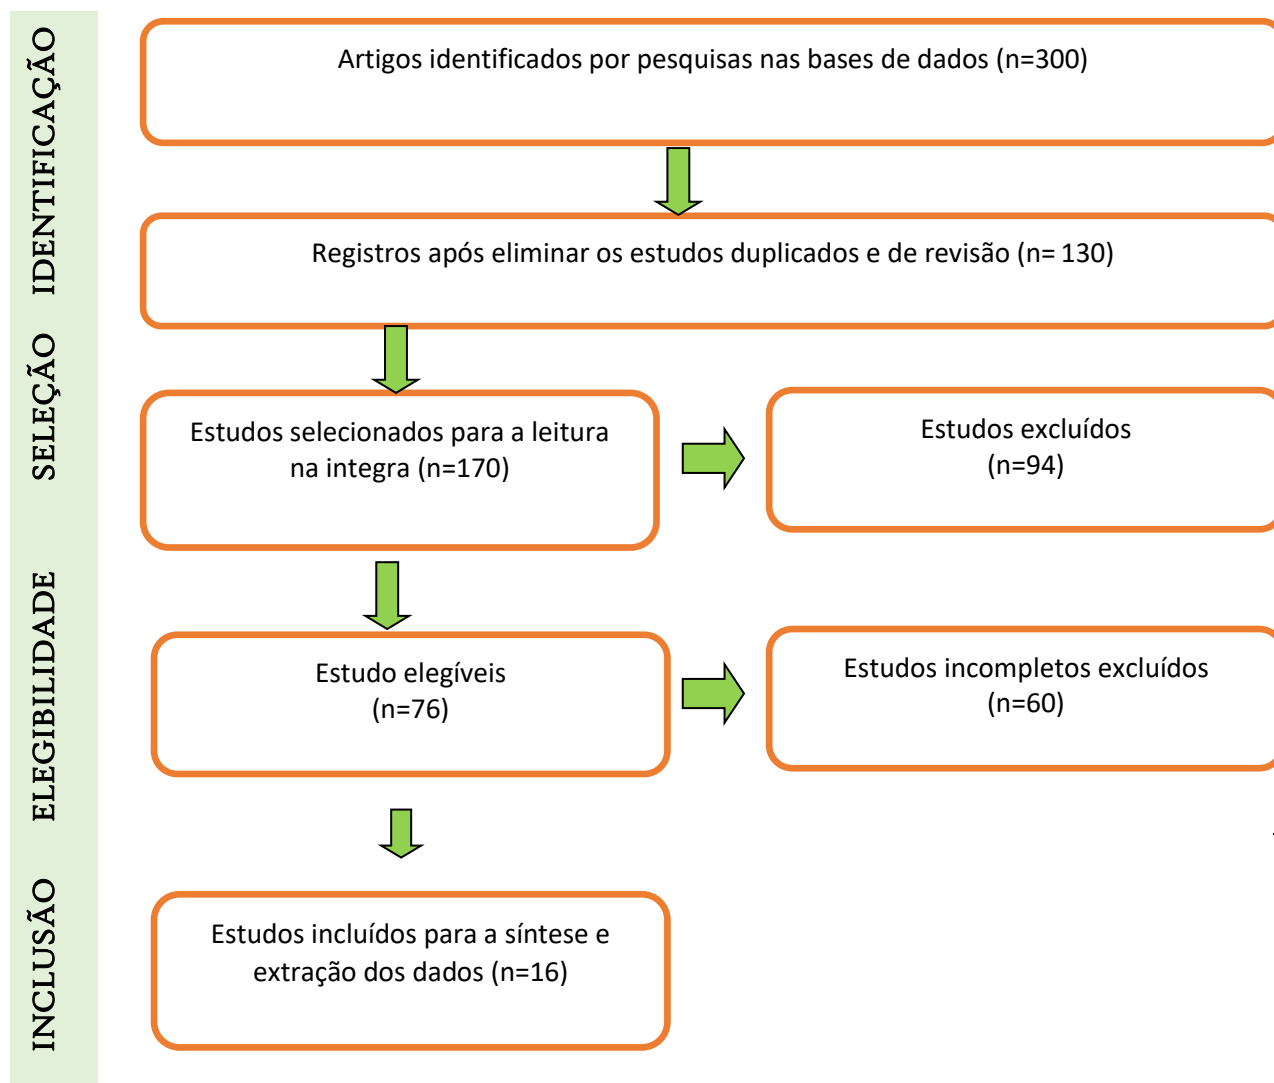 IDENTIFICAÇÃO
Artigos identificados por pesquisas nas bases de dados (n=300)
Registros após eliminar os estudos duplicados e de revisão (n= 130)
SELEÇÃO
Estudos selecionados para a leitura
na integra (n=170)
Estudos excluídos
(n=94)
ELEGIBILIDADE
Estudo elegíveis
(n=76)
Estudos incompletos excluídos
(n=60)
INCLUSÃO
Estudos incluídos para a síntese e
extração dos dados (n=16)